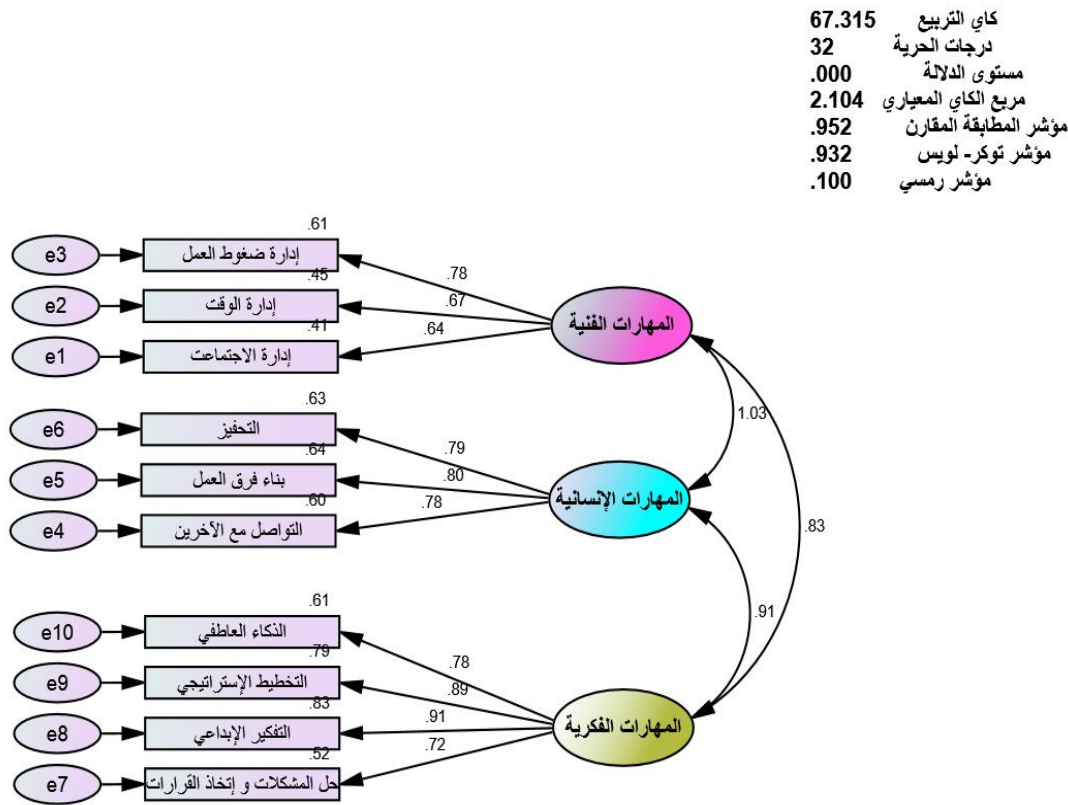 كاي التربيع 67.315
درجات الحرية 32
مستوى الدلالة .000
مربع الكاي المعياري 2.104
مؤشر المطابقة المقارن .952
مؤشر توكر- لويس .932
مؤشر رمسي .100
.61
e3 إدارة ضغوط العمل
.78
.45
e2 إدارة الوقت
.67
المهارات الفنية
.41
e1 إدارة الاجتماعت
.64
1.03
.63
e6 التحفيز
.79
.64
e5 بناء فرق العمل
.80
المهارات الإنسانية
.60
e4 التواصل مع الآخرين
.78
.83
.91
.61
e10 الذكاء العاطفي
.78
.79
e9 التخطيط الإستراتيجي
.89
المهارات الفكرية
.83
e8 التفكير الإبداعي
.91
.52
e7 حل المشكلات و إتخاذ القرارات
.72